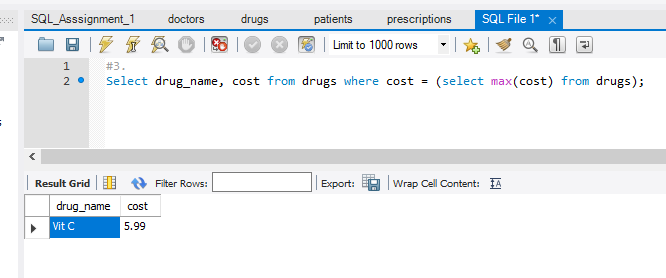 SQL_Asssignment_1 doctors drugs patients prescriptions SQL File 1*
Limit to 1000 rows
1 #3.
2 Select drug_name, cost from drugs where cost = (select max(cost) from drugs);
Result Grid Filter Rows: Export: Wrap Cell Content:
drug_name cost
Vit C 5.99